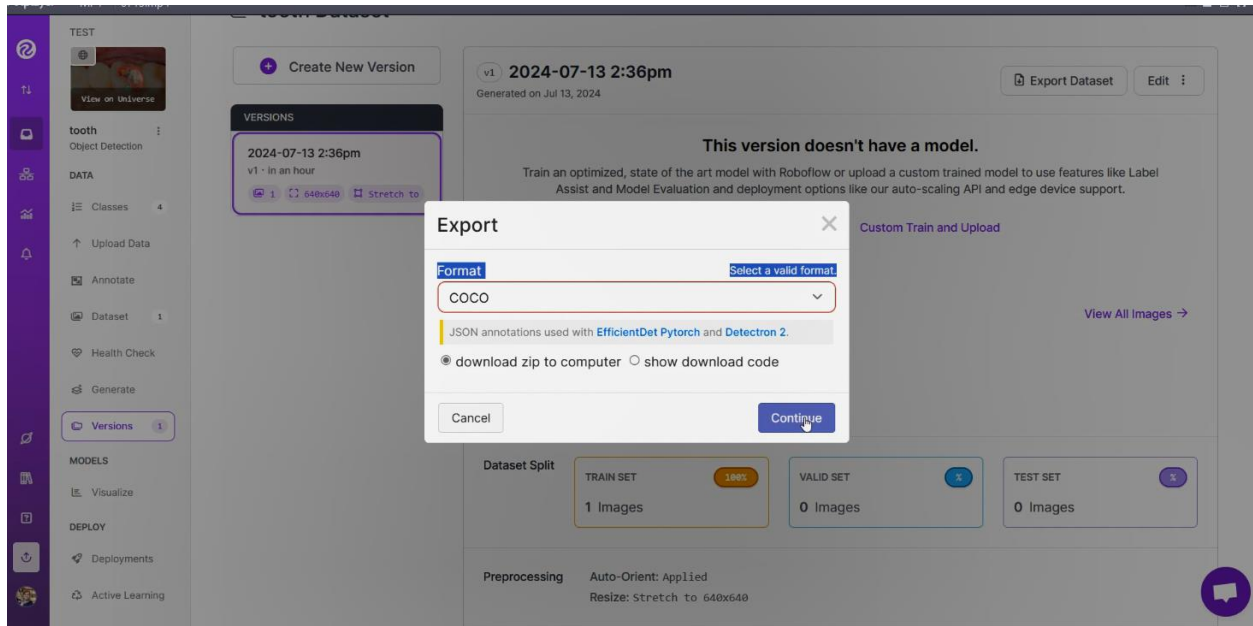 TEST
View on Universe
tooth
Object Detection
DATA
Classes 4
Upload Data
Annotate
Dataset 1
Health Check
Generate
Versions 1
MODELS
Visualize
DEPLOY
Deployments
Active Learning
tooth Dataset
Create New Version
VERSIONS
2024-07-13 2:36pm
v1 · in an hour
1 640x640 Stretch to
v1 2024-07-13 2:36pm
Generated on Jul 13, 2024
Export Dataset
Edit
This version doesn't have a model.
Train an optimized, state of the art model with Roboflow or upload a custom trained model to use features like Label
Assist and Model Evaluation and deployment options like our auto-scaling API and edge device support.
Custom Train and Upload
View All Images →
Export
Format Select a valid format.
COCO
JSON annotations used with EfficientDet Pytorch and Detectron 2.
download zip to computer show download code
Cancel
Continue
Dataset Split
TRAIN SET 100%
1 Images
VALID SET %
0 Images
TEST SET %
0 Images
Preprocessing
Auto-Orient: Applied
Resize: Stretch to 640x640